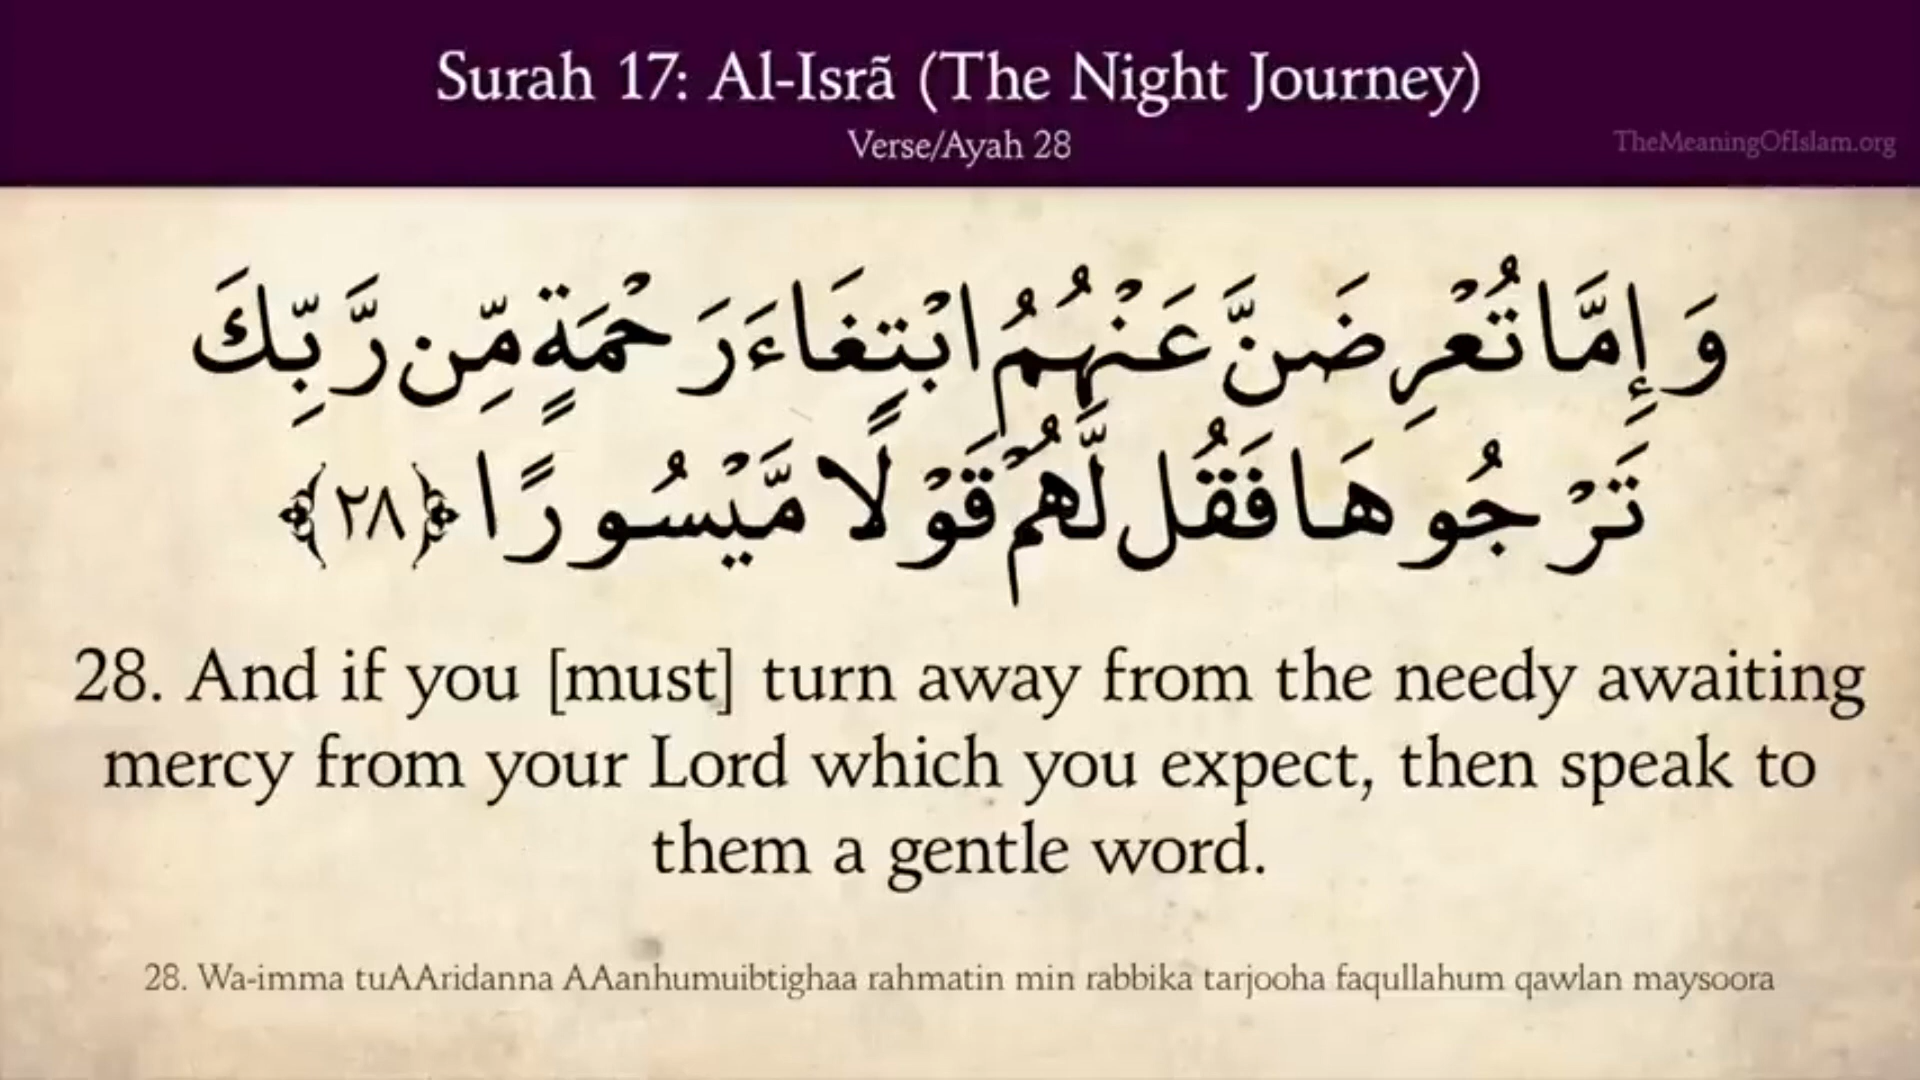 Surah 17: Al-Isrã (The Night Journey)
Verse/Ayah 28
TheMeaningOfIslam.org
وَإِمَّا تُعْرِضَنَّ عَنْهُمُ ابْتِغَاءَ رَحْمَةٍ مِّن رَّبِّكَ
تَرْجُوهَا فَقُل لَّهُمْ قَوْلًا مَّيْسُورًا ﴿٢٨﴾
28. And if you [must] turn away from the needy awaiting
mercy from your Lord which you expect, then speak to
them a gentle word.
28. Wa-imma tuAAridanna AAanhumuibtighaa rahmatin min rabbika tarjooha faqullahum qawlan maysoora